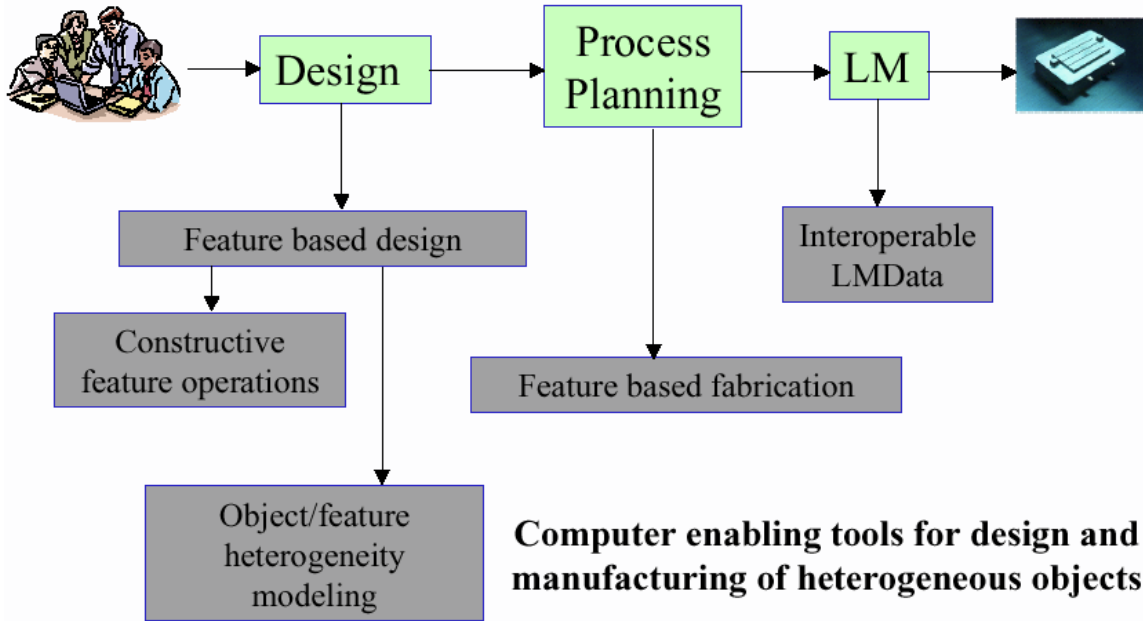 Design
Process
Planning
LM
Feature based design
Interoperable
LMData
Constructive
feature operations
Feature based fabrication
Object/feature
heterogeneity
modeling
Computer enabling tools for design and
manufacturing of heterogeneous objects